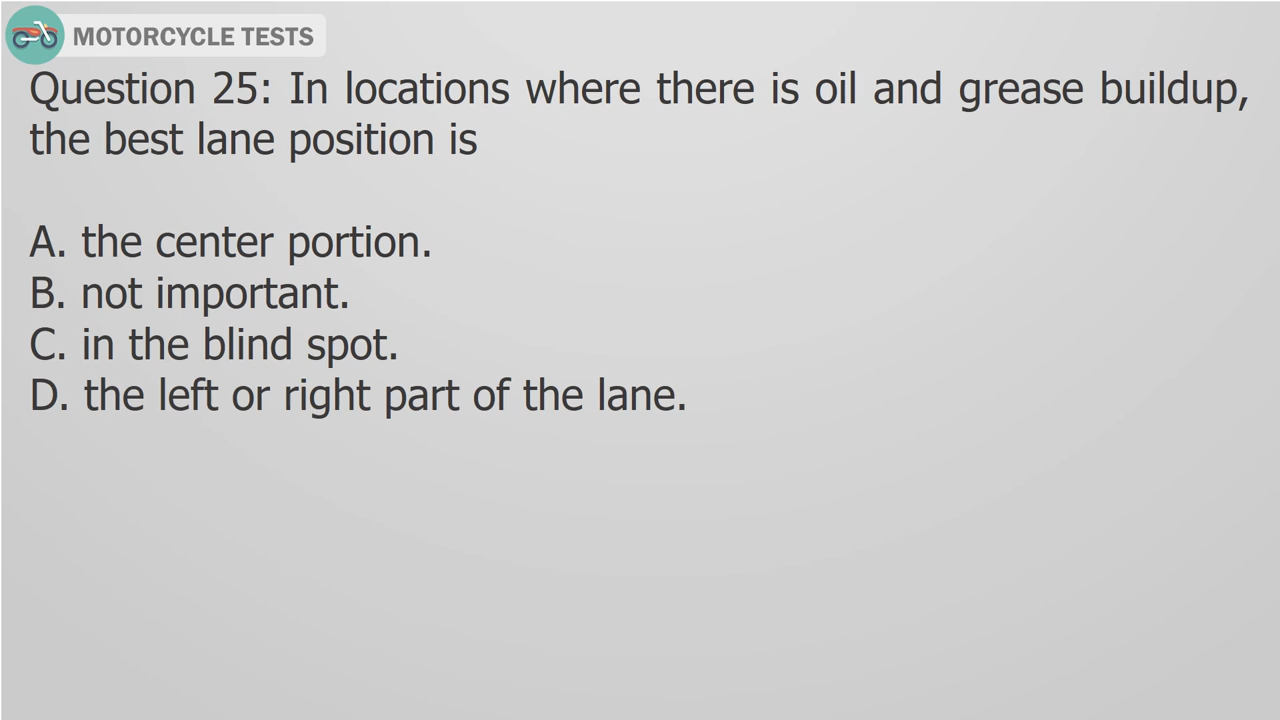 MOTORCYCLE TESTS
Question 25: In locations where there is oil and grease buildup,
the best lane position is
A. the center portion.
B. not important.
C. in the blind spot.
D. the left or right part of the lane.